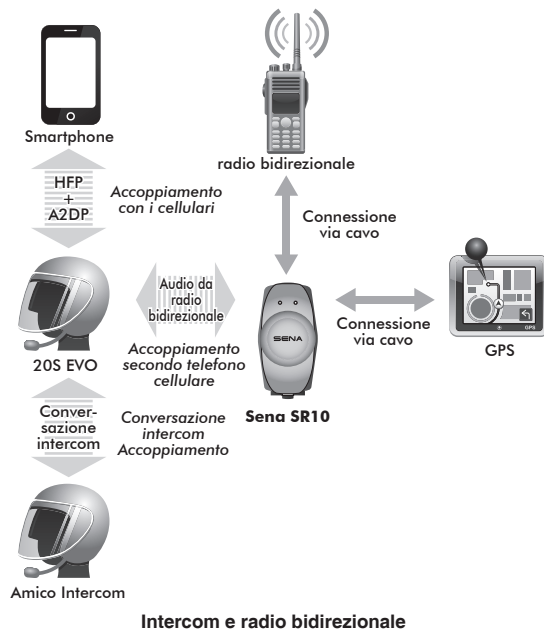 Smartphone
radio bidirezionale
HFP
+
A2DP
Accoppiamento
con i cellulari
Connessione
via cavo
Audio da
radio
bidirezionale
SENA
Connessione
via cavo
GPS
GPS
20S EVO
Accoppiamento
secondo telefono
cellulare
Sena SR10
Conver-
sazione
intercom
Conversazione
intercom
Accoppiamento
Amico Intercom
Intercom e radio bidirezionale